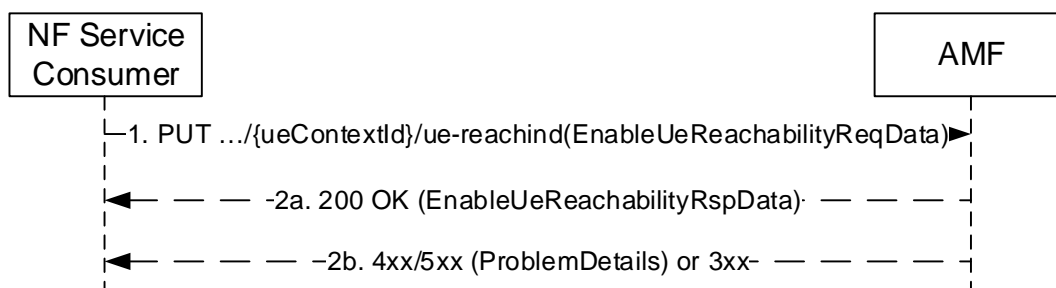 NF Service
Consumer
AMF
1. PUT …/{ueContextId}/ue-reachind(EnableUeReachabilityReqData)
2a. 200 OK (EnableUeReachabilityRspData)
2b. 4xx/5xx (ProblemDetails) or 3xx